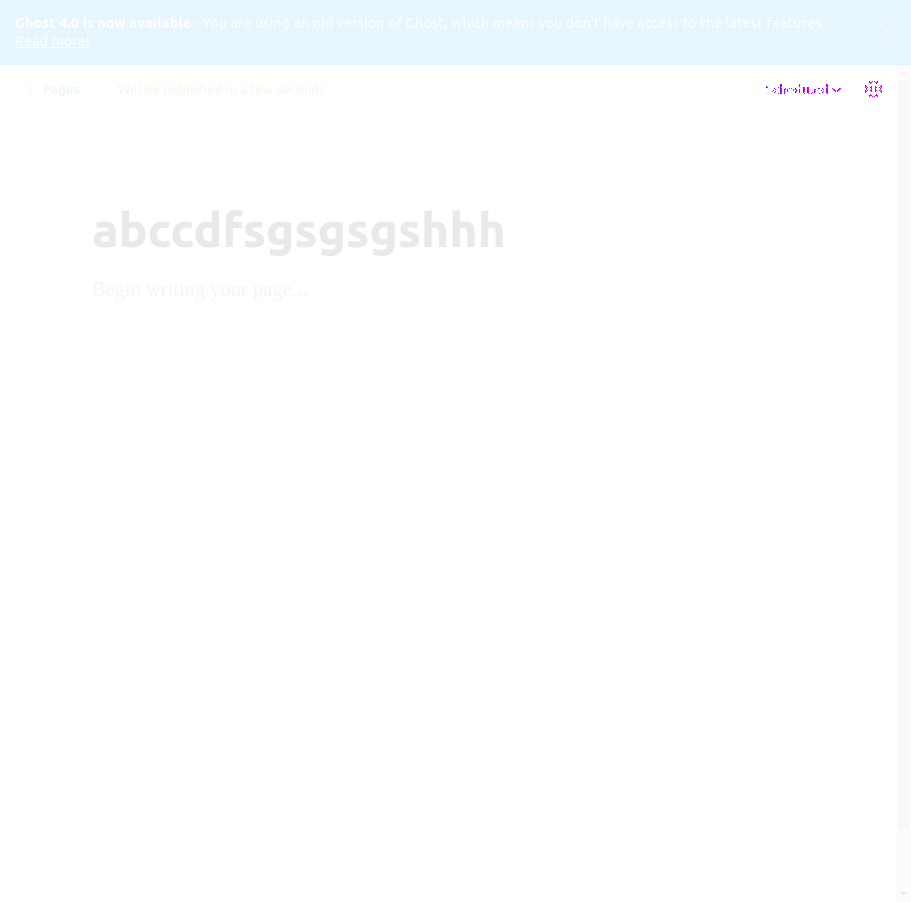 Ghost 4.0 is now available - You are using an old version of Ghost, which means you don't have access to the latest features.
Read more!
Pages
Will be published in a few seconds
Scheduled
abccdfsgsgsgshhh
Begin writing your page...